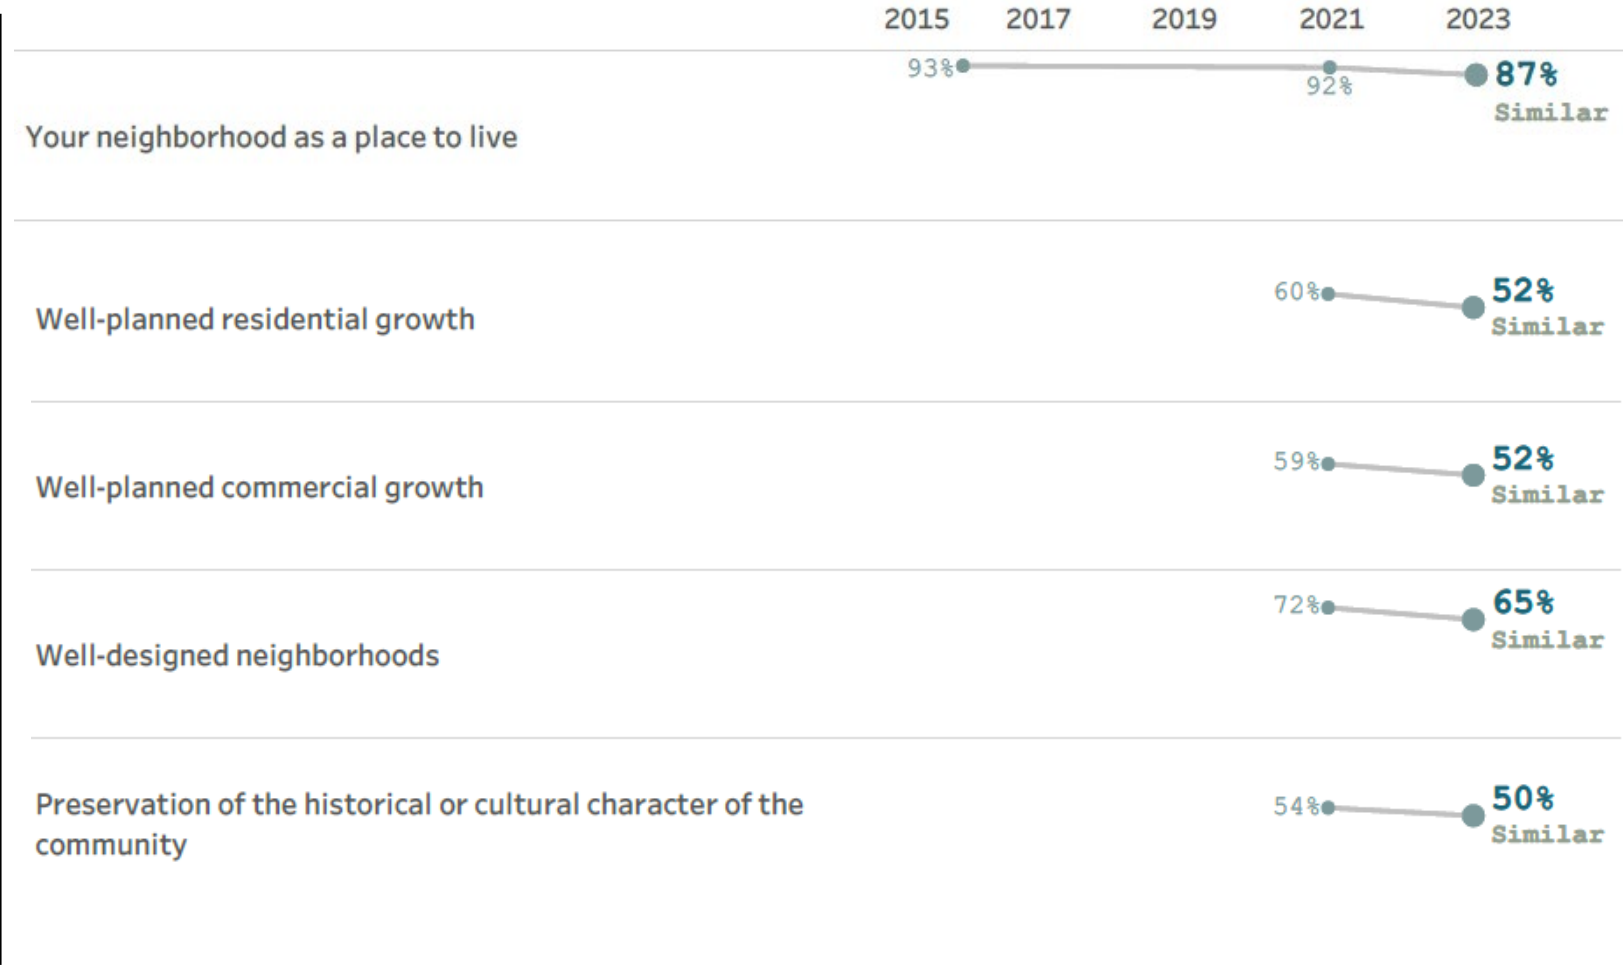 2015 2017 2019 2021 2023
93% 92% 87%
Similar
Your neighborhood as a place to live
60% 52%
Similar
Well-planned residential growth
59% 52%
Similar
Well-planned commercial growth
72% 65%
Similar
Well-designed neighborhoods
54% 50%
Similar
Preservation of the historical or cultural character of the
community